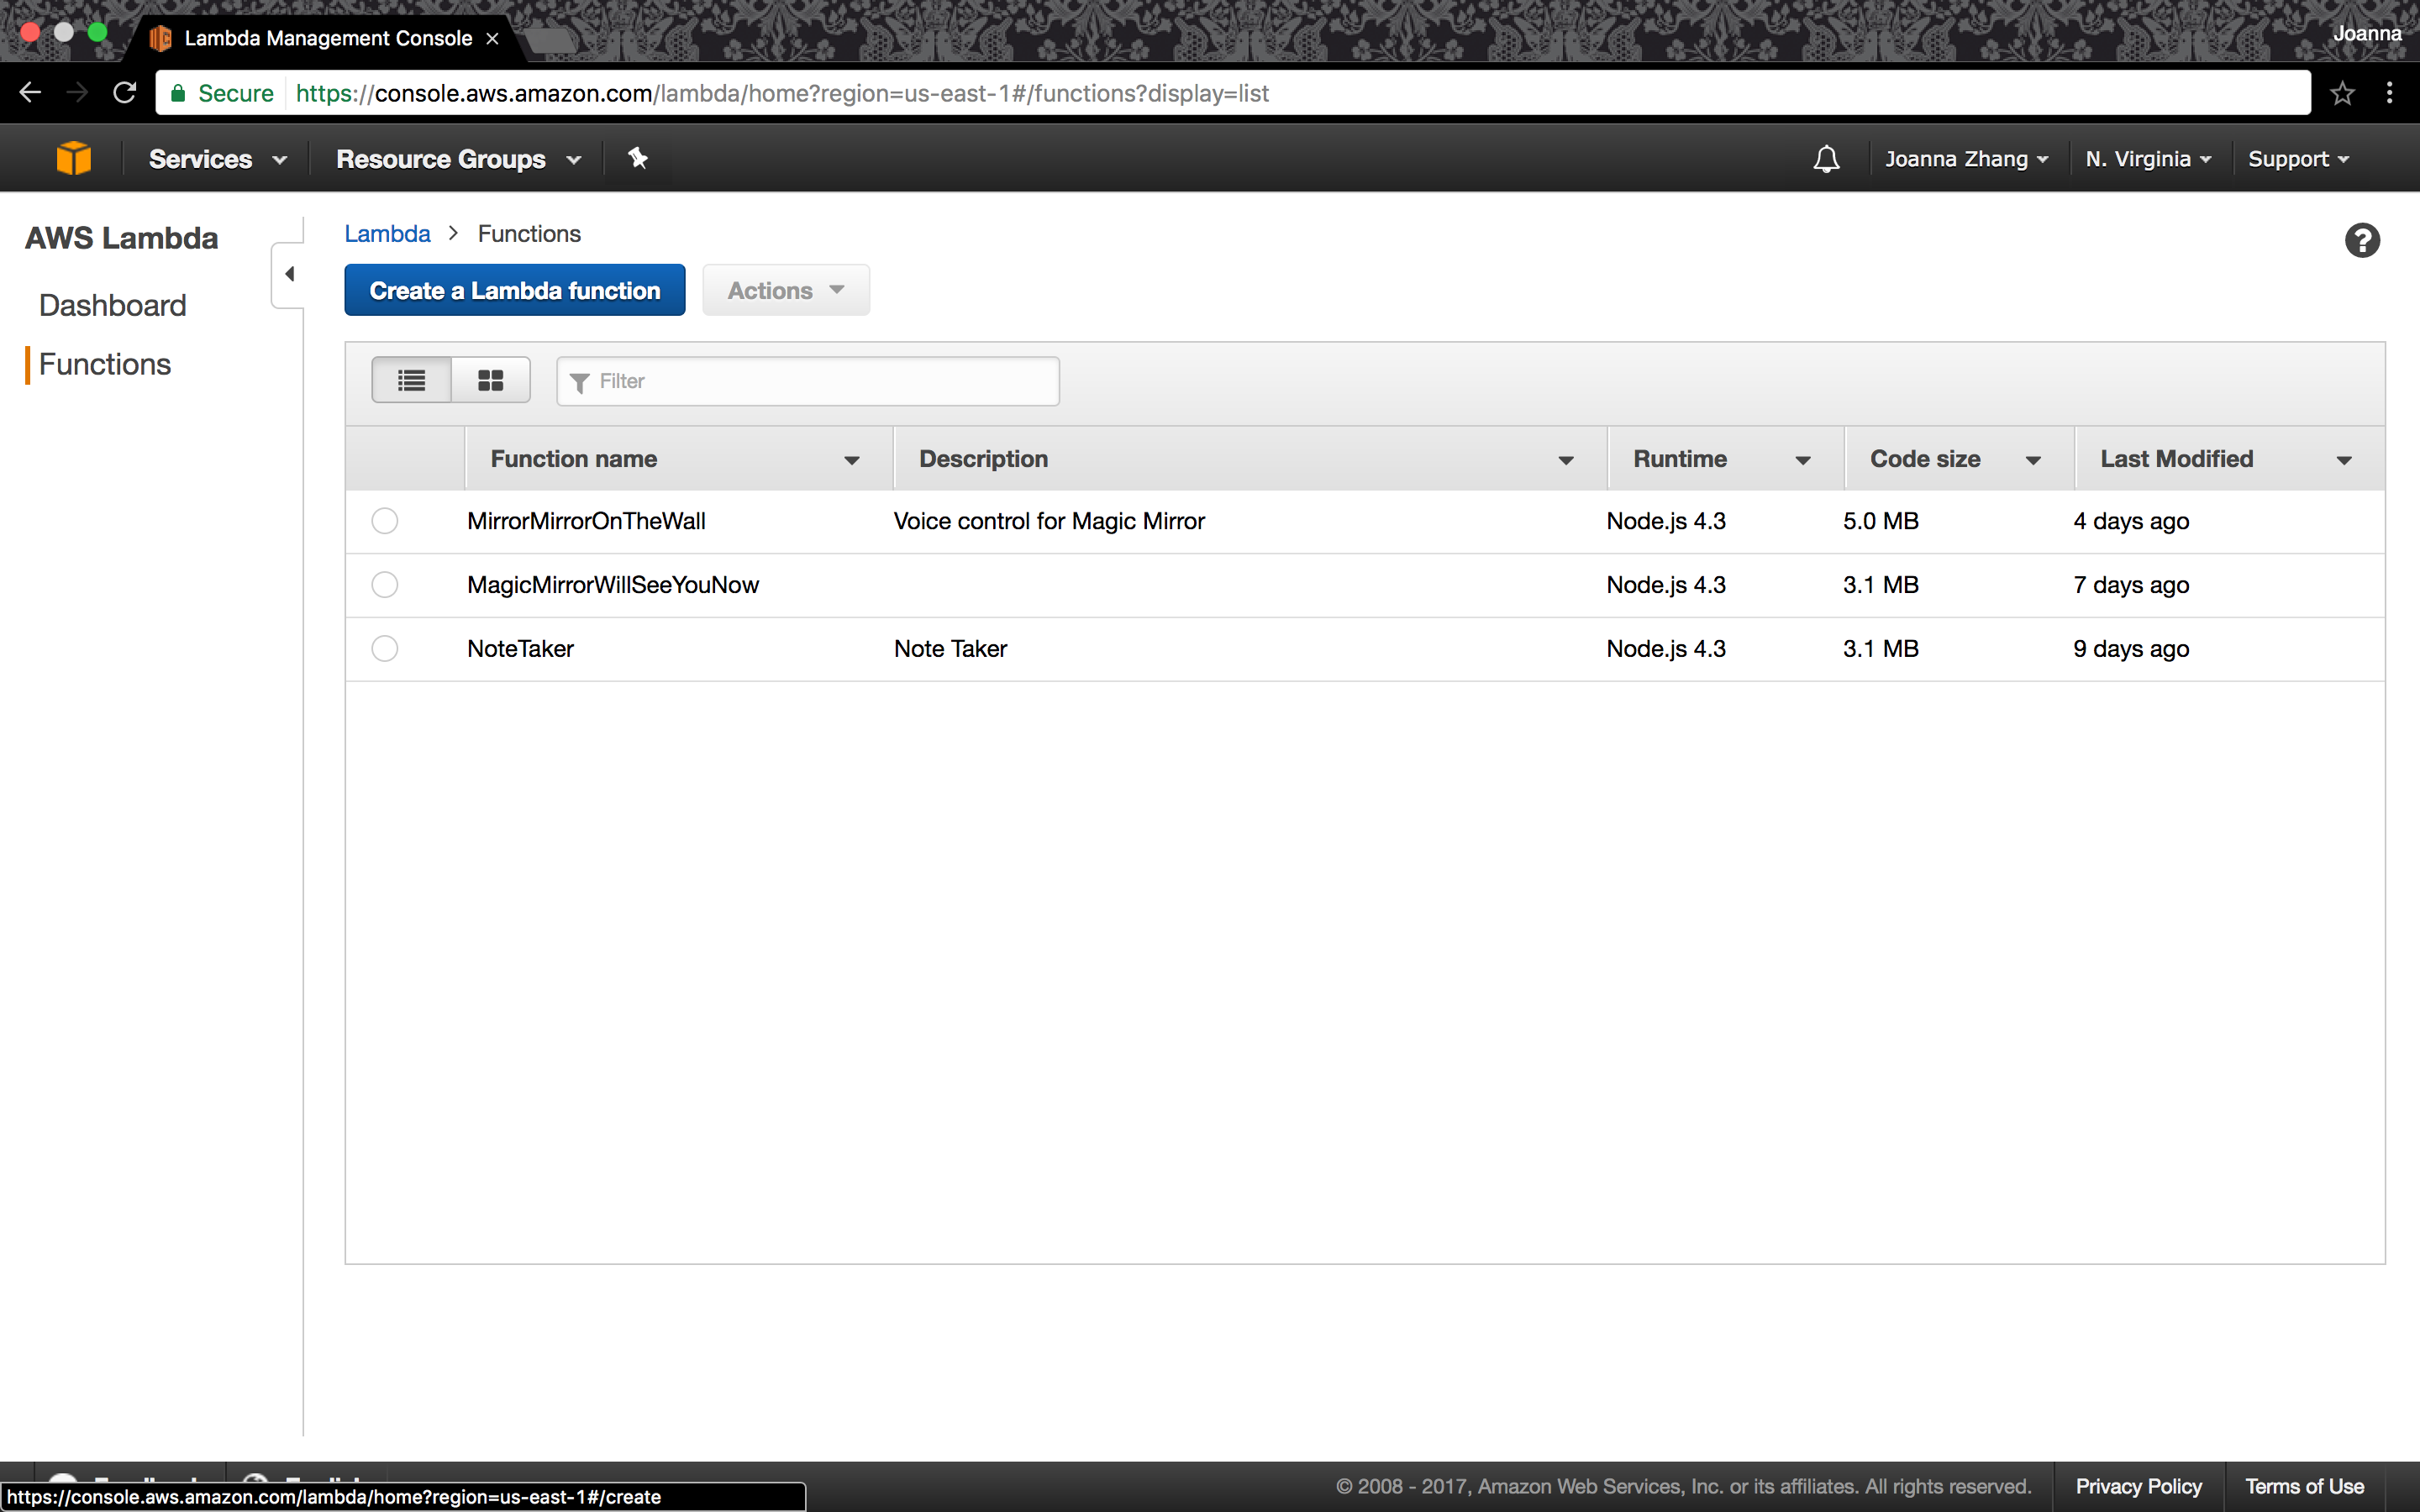 Lambda Management Console
Joanna
Secure https://console.aws.amazon.com/lambda/home?region=us-east-1#/functions?display=list
Services Resource Groups Joanna Zhang N. Virginia Support
AWS Lambda
Dashboard
Functions
Lambda > Functions
Create a Lambda function Actions
Filter
Function name Description Runtime Code size Last Modified
MirrorMirrorOnTheWall Voice control for Magic Mirror Node.js 4.3 5.0 MB 4 days ago
MagicMirrorWillSeeYouNow Node.js 4.3 3.1 MB 7 days ago
NoteTaker Note Taker Node.js 4.3 3.1 MB 9 days ago
© 2008 - 2017, Amazon Web Services, Inc. or its affiliates. All rights reserved. Privacy Policy Terms of Use
https://console.aws.amazon.com/lambda/home?region=us-east-1#/create